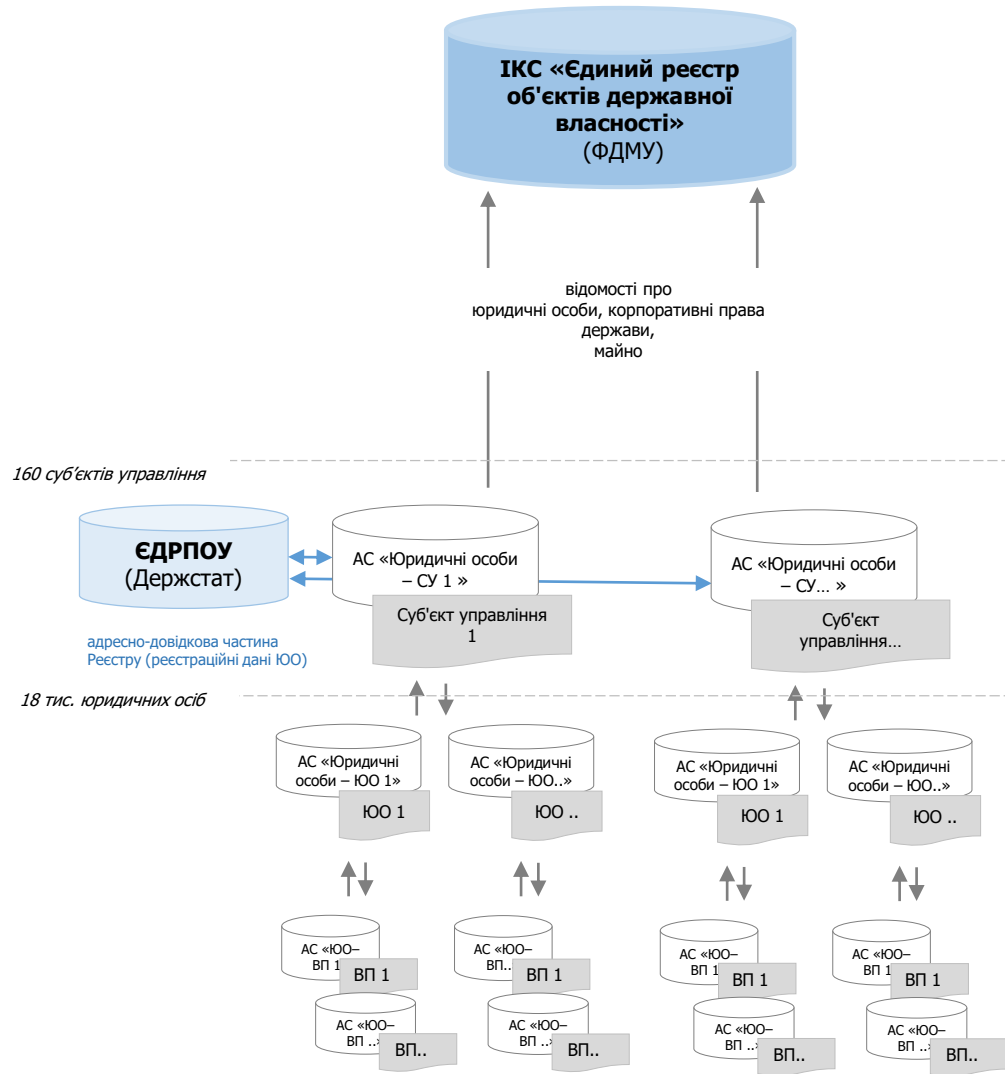 ІКС «Єдиний реєстр
об'єктів державної
власності»
(ФДМУ)
відомості про
юридичні особи, корпоративні права
держави,
майно
160 суб’єктів управління
ЄДРПОУ
(Держстат)
АС «Юридичні особи
– СУ 1 »
Суб'єкт управління
1
АС «Юридичні особи
– СУ... »
Суб'єкт
управління...
адресно-довідкова частина
Реєстру (реєстраційні дані ЮО)
18 тис. юридичних осіб
АС «Юридичні
особи – ЮО 1»
ЮО 1
АС «Юридичні
особи – ЮО..»
ЮО ..
АС «Юридичні
особи – ЮО 1»
ЮО 1
АС «Юридичні
особи – ЮО..»
ЮО ..
АС «ЮО–
ВП 1»
ВП 1
АС «ЮО–
ВП..
ВП 1
АС «ЮО–
ВП 1»
ВП 1
АС «ЮО–
ВП 1»
ВП 1
АС «ЮО–
ВП ..»
ВП..
АС «ЮО–
ВП ..»
ВП..
АС «ЮО–
ВП ..»
ВП..
АС «ЮО–
ВП ..»
ВП..